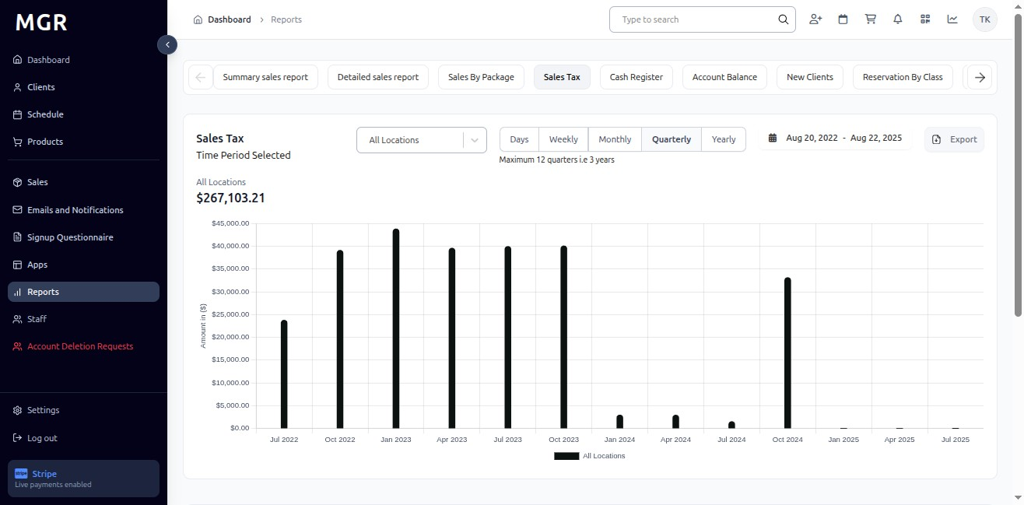 MGR
Dashboard
Clients
Schedule
Products
Sales
Emails and Notifications
Signup Questionnaire
Apps
Reports
Staff
Account Deletion Requests
Settings
Log out
Stripe
Live payments enabled
Dashboard > Reports
Type to search
TK
Summary sales report
Detailed sales report
Sales By Package
Sales Tax
Cash Register
Account Balance
New Clients
Reservation By Class
Sales Tax
Time Period Selected
All Locations
Days
Weekly
Monthly
Quarterly
Yearly
Maximum 12 quarters i.e 3 years
Aug 20, 2022 - Aug 22, 2025
Export
All Locations
$267,103.21
Amount in ($)
$45,000.00
$40,000.00
$35,000.00
$30,000.00
$25,000.00
$20,000.00
$15,000.00
$10,000.00
$5,000.00
$0.00
Jul 2022
Oct 2022
Jan 2023
Apr 2023
Jul 2023
Oct 2023
Jan 2024
Apr 2024
Jul 2024
Oct 2024
Jan 2025
Apr 2025
Jul 2025
All Locations